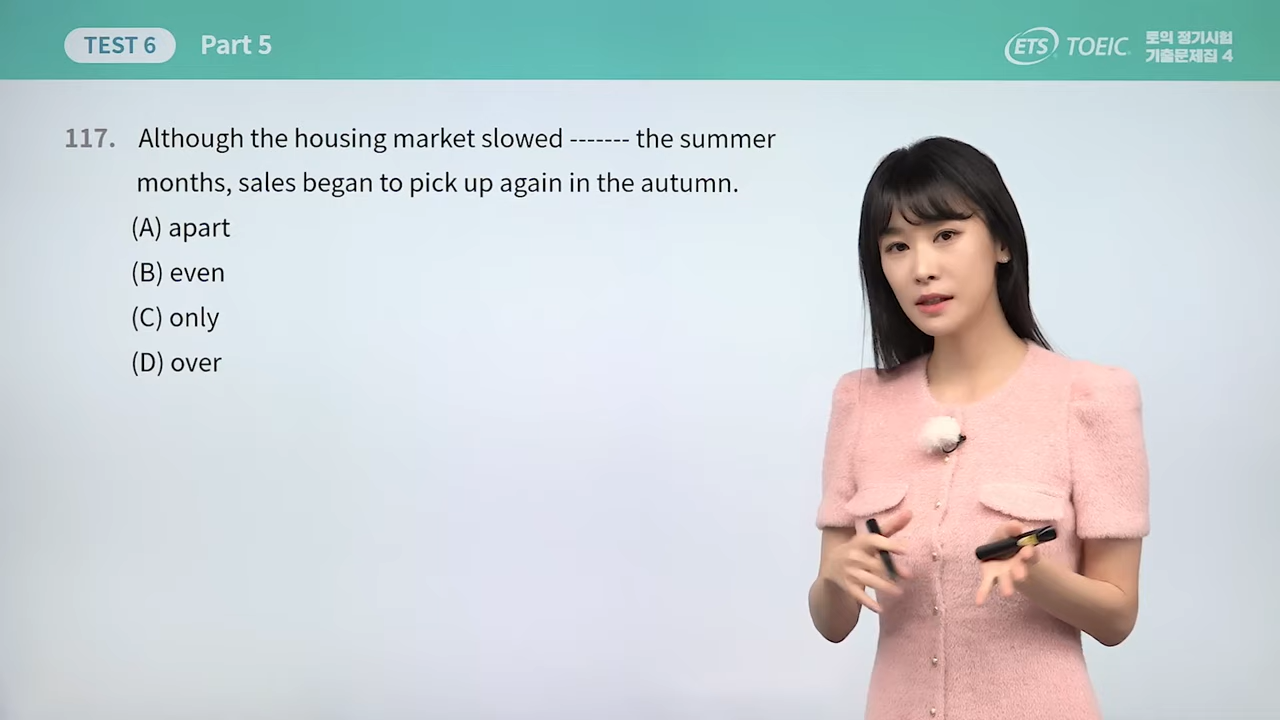 TEST 6 Part 5
ETS TOEIC 토익 정기시험
기출문제집 4
117. Although the housing market slowed ------- the summer
months, sales began to pick up again in the autumn.
(A) apart
(B) even
(C) only
(D) over